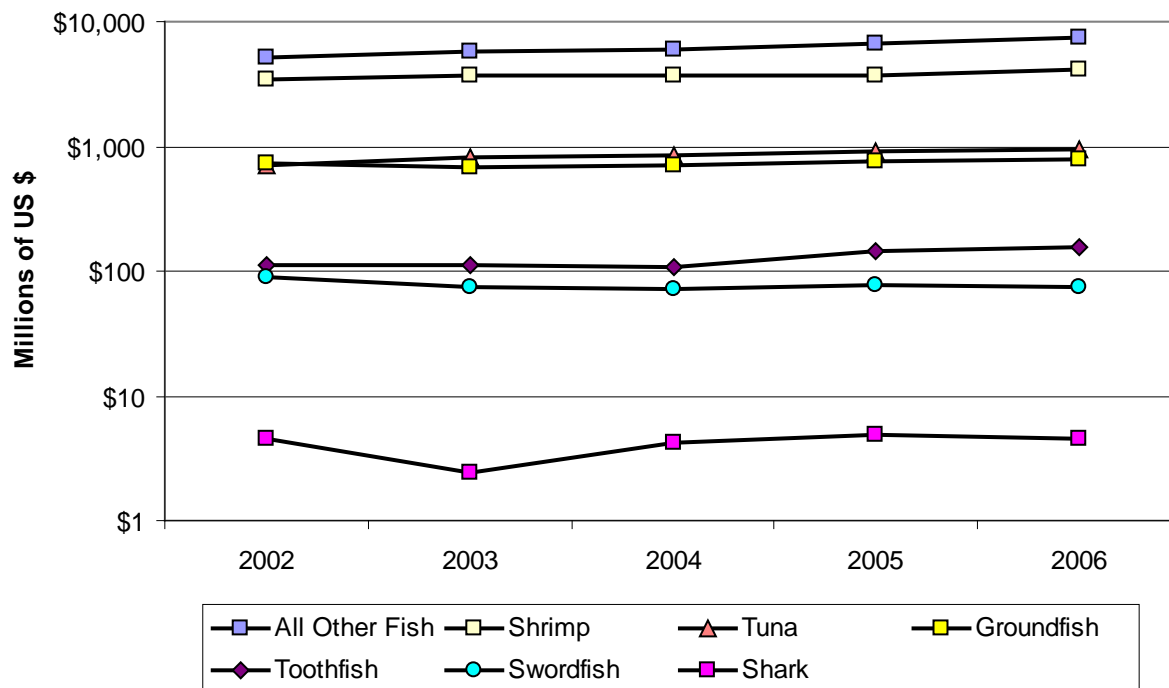 $10,000
$1,000
$100
$10
$1
Millions of US $
2002 2003 2004 2005 2006
All Other Fish Shrimp Tuna Groundfish
Toothfish Swordfish Shark